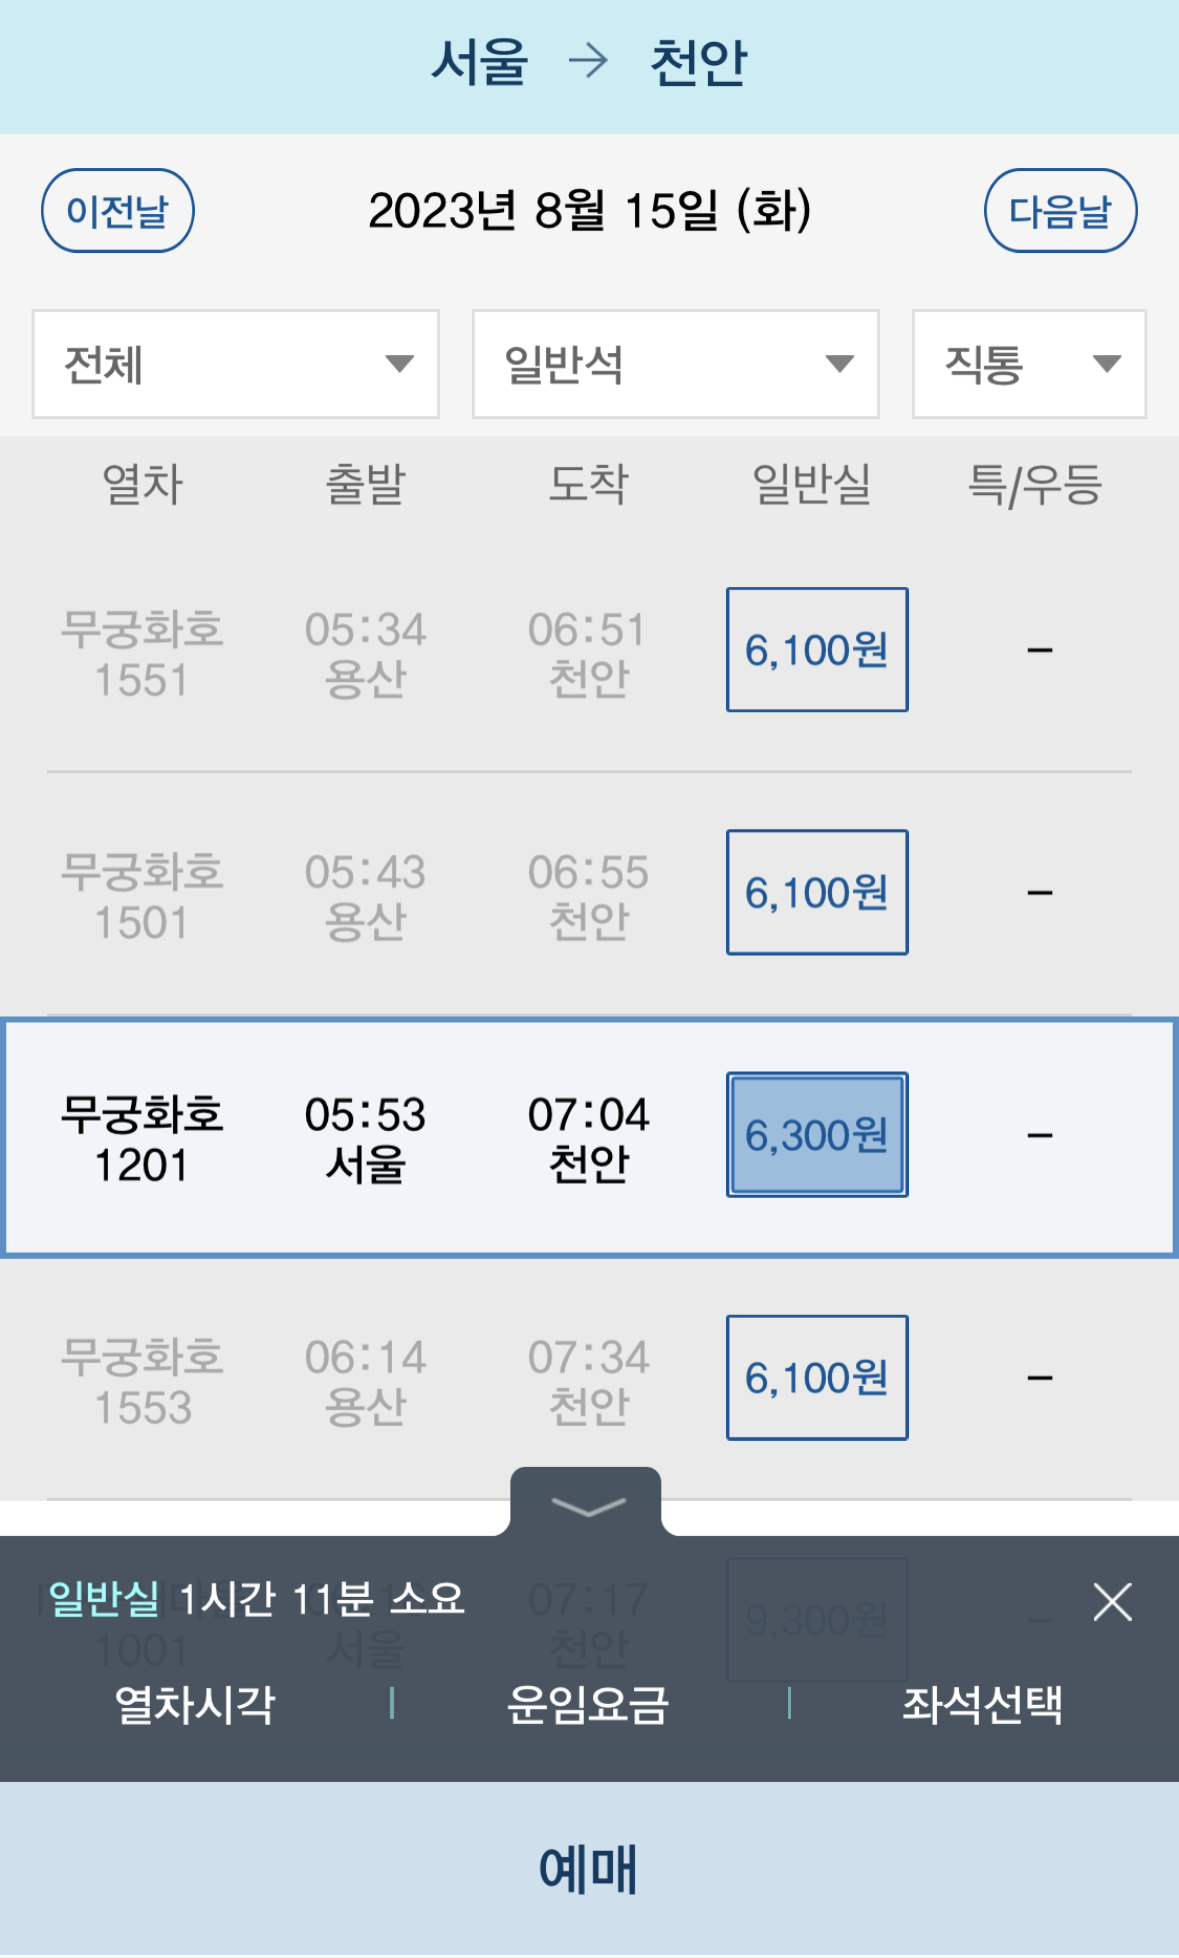 서울 → 천안
이전날 2023년 8월 15일 (화) 다음날
전체 일반석 직통
열차 출발 도착 일반실 특/우등
무궁화호 05:34 06:51 6,100원 –
1551 용산 천안
무궁화호 05:43 06:55 6,100원 –
1501 용산 천안
무궁화호 05:53 07:04 6,300원 –
1201 서울 천안
무궁화호 06:14 07:34 6,100원 –
1553 용산 천안
일반실 1시간 11분 소요
07:17 9,300원 –
1001 서울 천안
열차시각 | 운임요금 | 좌석선택
예매